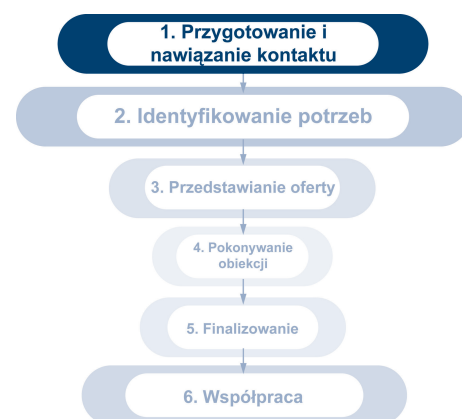 1. Przygotowanie i
nawiązanie kontaktu
2. Identyfikowanie potrzeb
3. Przedstawianie oferty
4. Pokonywanie
obiekcji
5. Finalizowanie
6. Współpraca